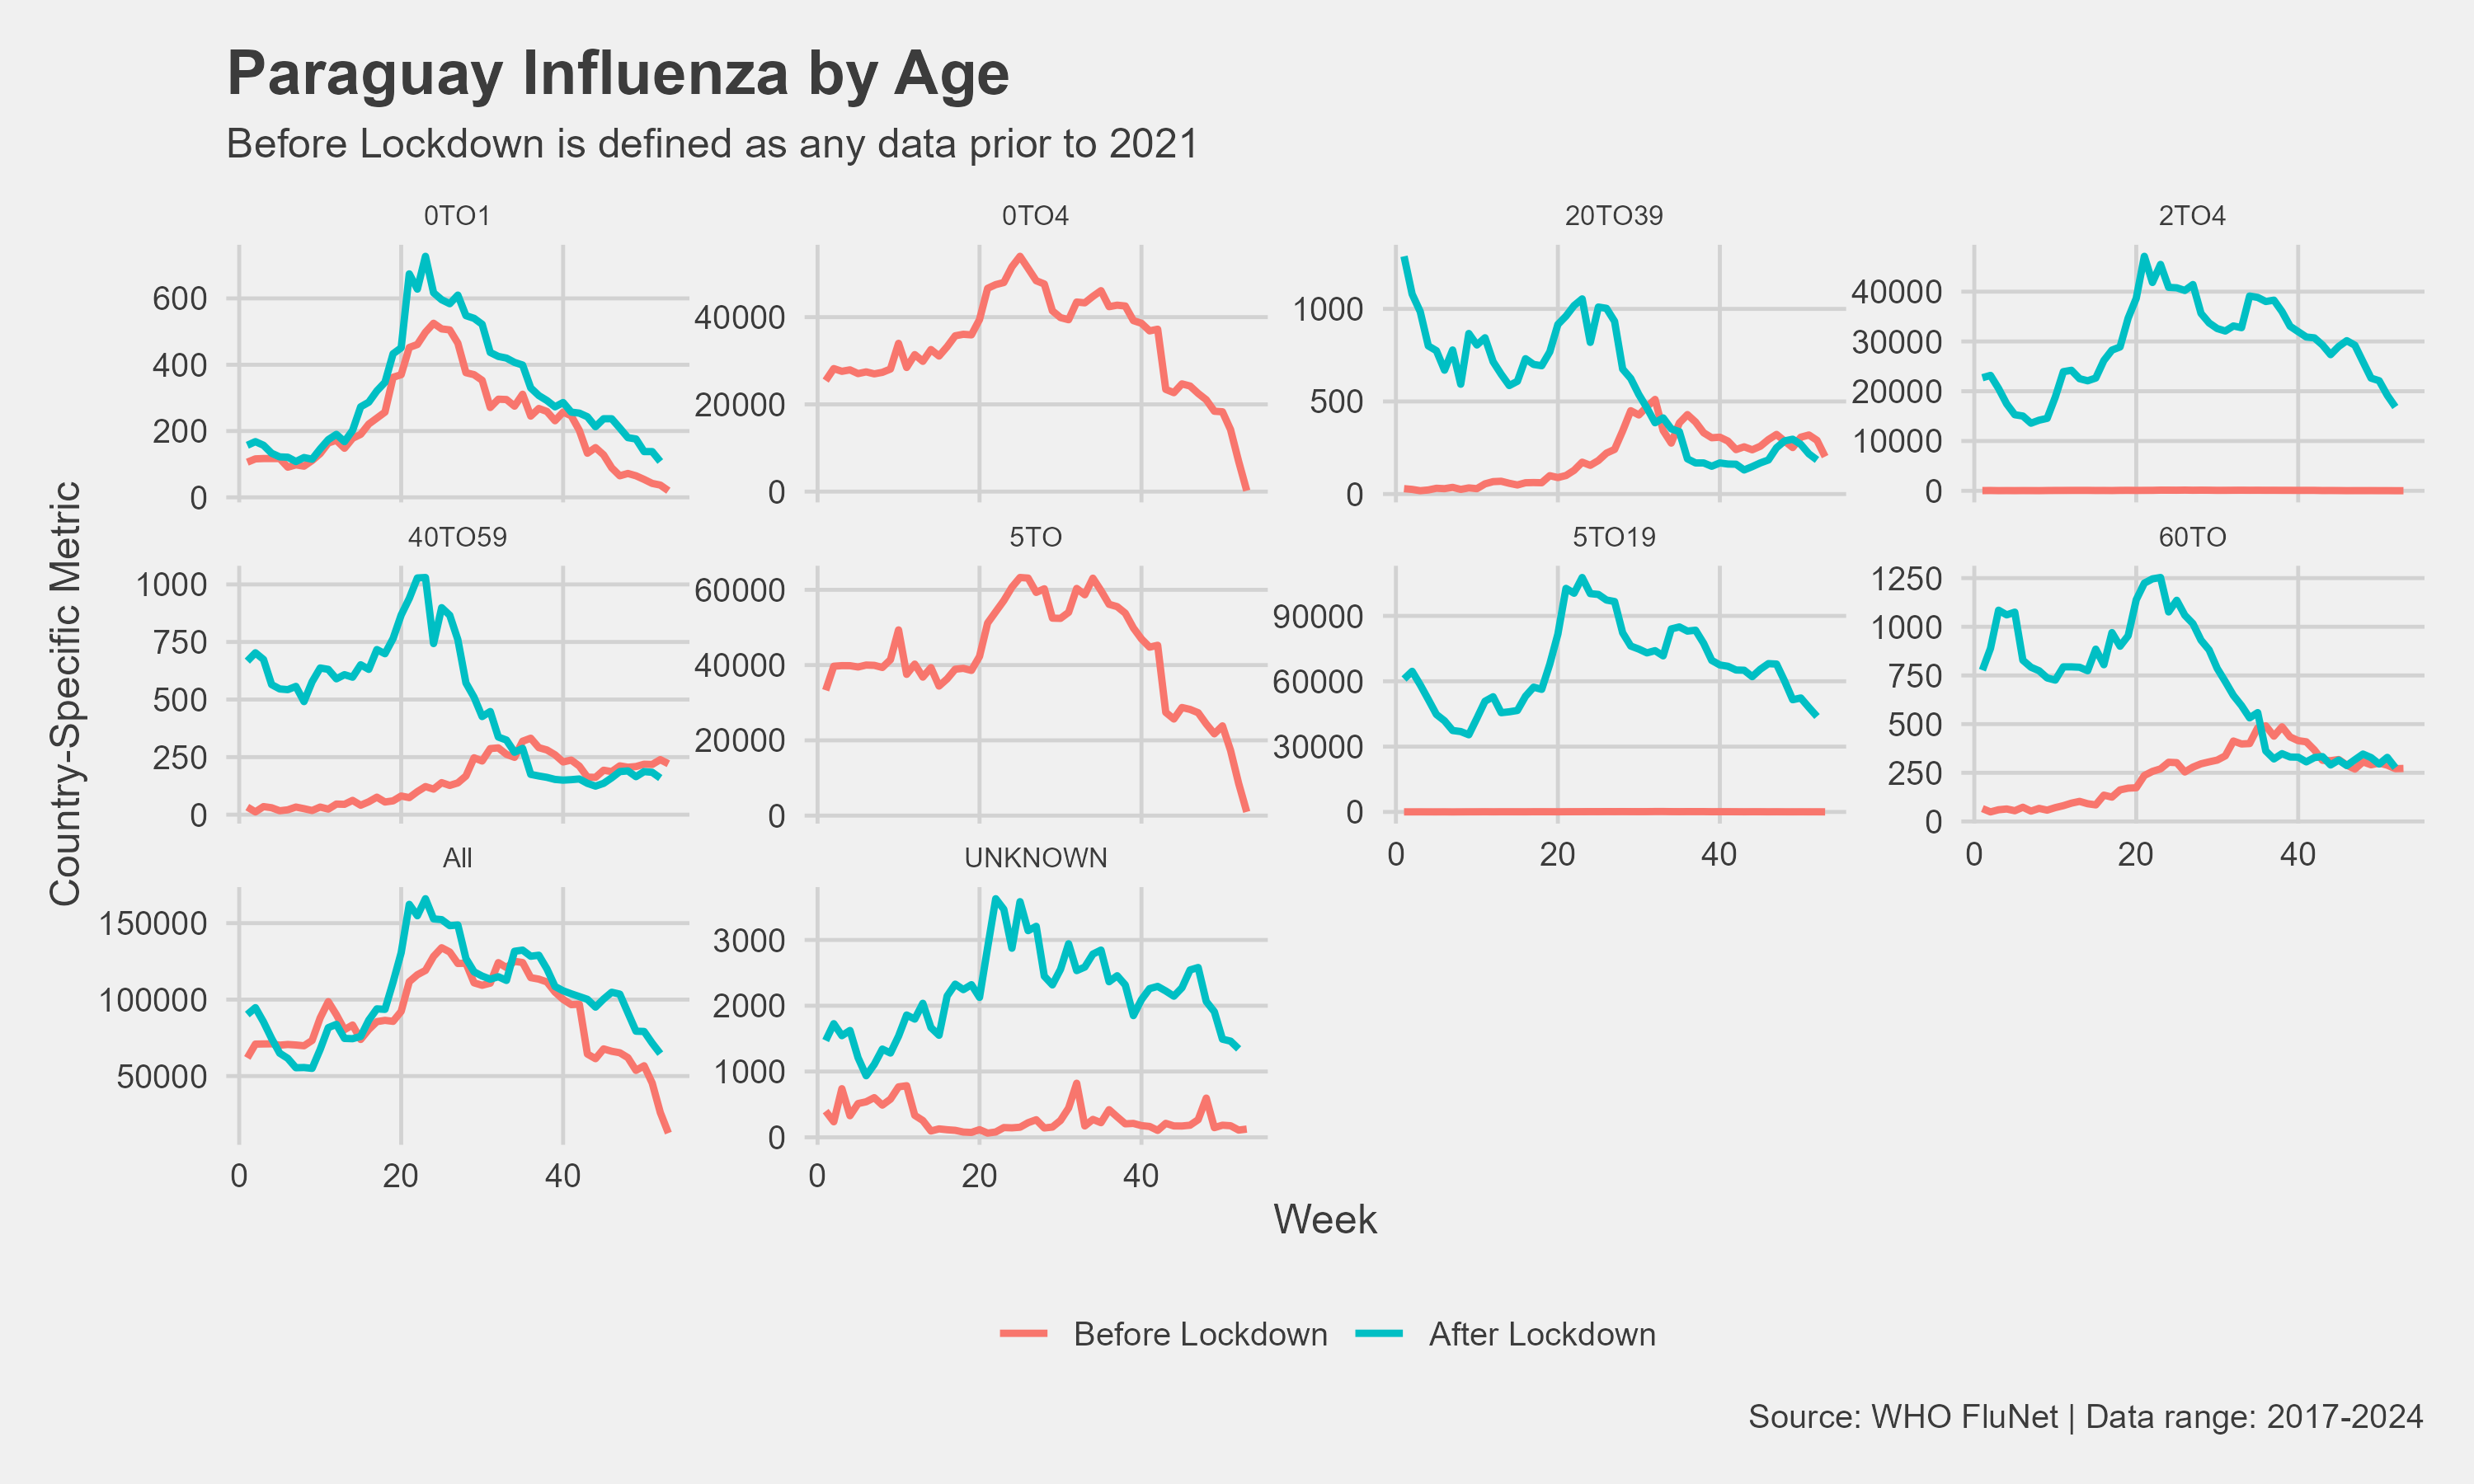 Paraguay Influenza by Age
Before Lockdown is defined as any data prior to 2021
0TO1
0TO4
20TO39
2TO4
600
400
200
0
40000
20000
0
1000
500
0
40000
30000
20000
10000
0
40TO59
5TO
5TO19
60TO
1000
750
500
250
0
60000
40000
20000
0
90000
60000
30000
0
1250
1000
750
500
250
0
0 20 40
0 20 40
All
UNKNOWN
150000
100000
50000
3000
2000
1000
0
0 20 40
0 20 40
Country-Specific Metric
Week
Before Lockdown After Lockdown
Source: WHO FluNet | Data range: 2017-2024